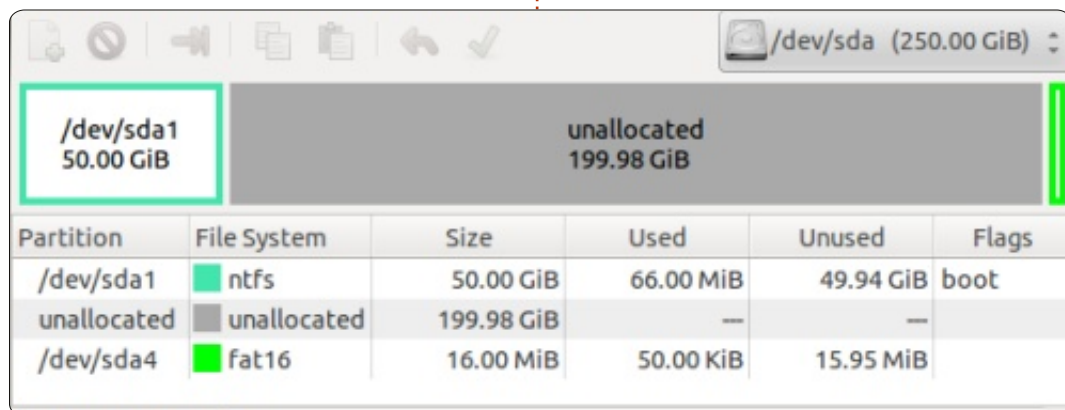 /dev/sda (250.00 GiB)
/dev/sda1
50.00 GiB
unallocated
199.98 GiB
Partition File System Size Used Unused Flags
/dev/sda1 ntfs 50.00 GiB 66.00 MiB 49.94 GiB boot
unallocated unallocated 199.98 GiB --- ---
/dev/sda4 fat16 16.00 MiB 50.00 KiB 15.95 MiB